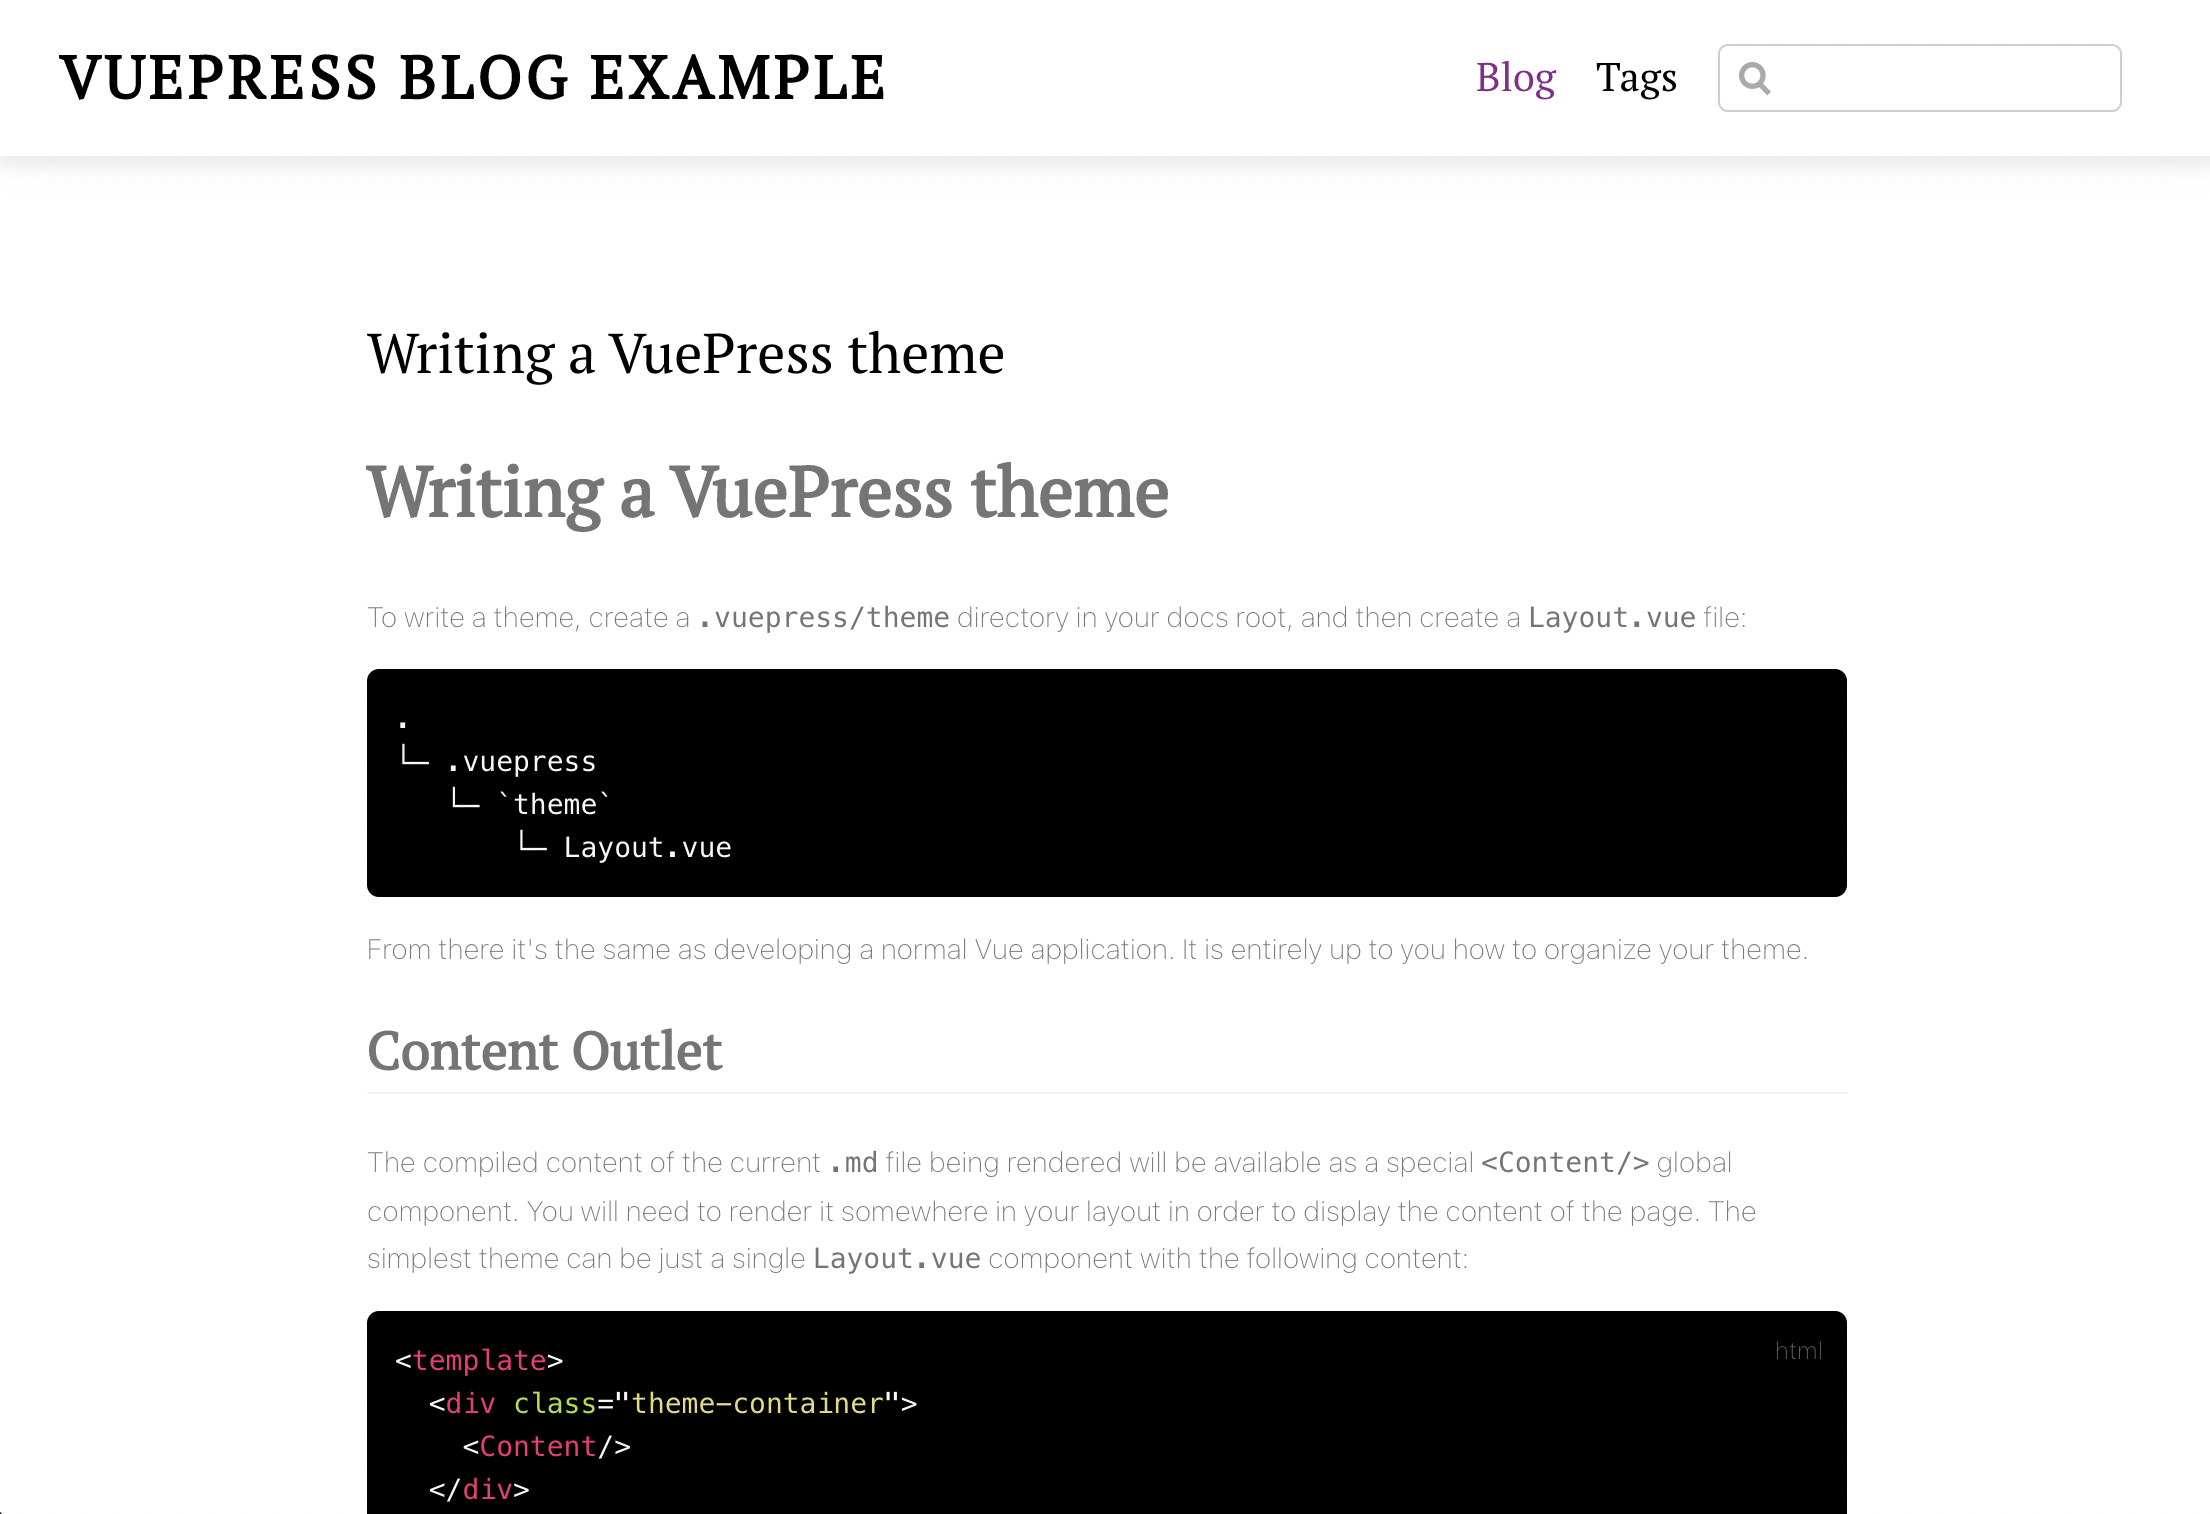 VUEPRESS BLOG EXAMPLE
Blog Tags
Writing a VuePress theme
Writing a VuePress theme
To write a theme, create a .vuepress/theme directory in your docs root, and then create a Layout.vue file:
.
└─ .vuepress
   └─ `theme`
       └─ Layout.vue
From there it's the same as developing a normal Vue application. It is entirely up to you how to organize your theme.
Content Outlet
The compiled content of the current .md file being rendered will be available as a special <Content/> global
component. You will need to render it somewhere in your layout in order to display the content of the page. The
simplest theme can be just a single Layout.vue component with the following content:
html
<template>
  <div class="theme-container">
    <Content/>
  </div>